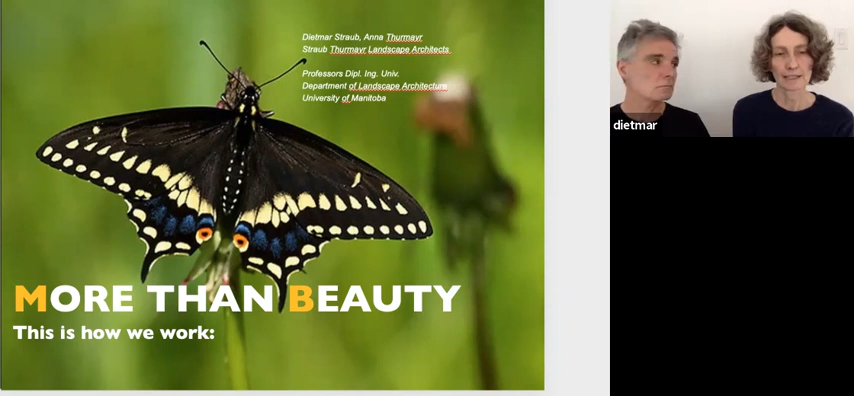 Dietmar Straub, Anna Thurmayr
Straub Thurmayr Landscape Architects
Professors Dipl. Ing. Univ.
Department of Landscape Architecture
University of Manitoba
MORE THAN BEAUTY
This is how we work:
dietmar